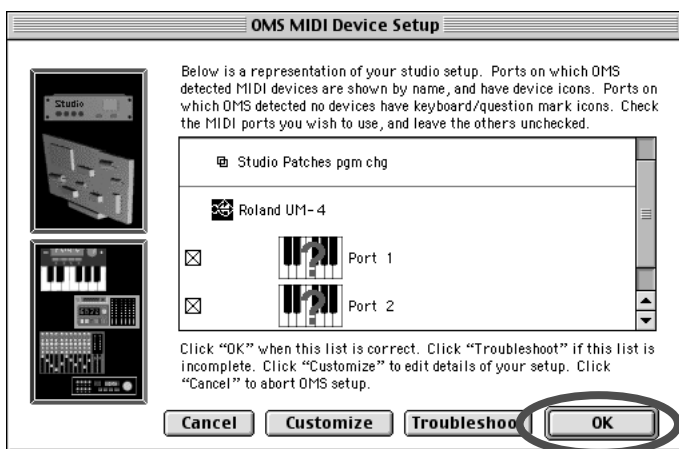 OMS MIDI Device Setup
Studio
Below is a representation of your studio setup. Ports on which OMS
detected MIDI devices are shown by name, and have device icons. Ports on
which OMS detected no devices have keyboard/question mark icons. Check
the MIDI ports you wish to use, and leave the others unchecked.
Studio Patches pgm chg
Roland UM-4
?
Port 1
?
Port 2
Click “OK” when this list is correct. Click “Troubleshoot” if this list is
incomplete. Click “Customize” to edit details of your setup. Click
“Cancel” to abort OMS setup.
Cancel Customize Troubleshoo OK